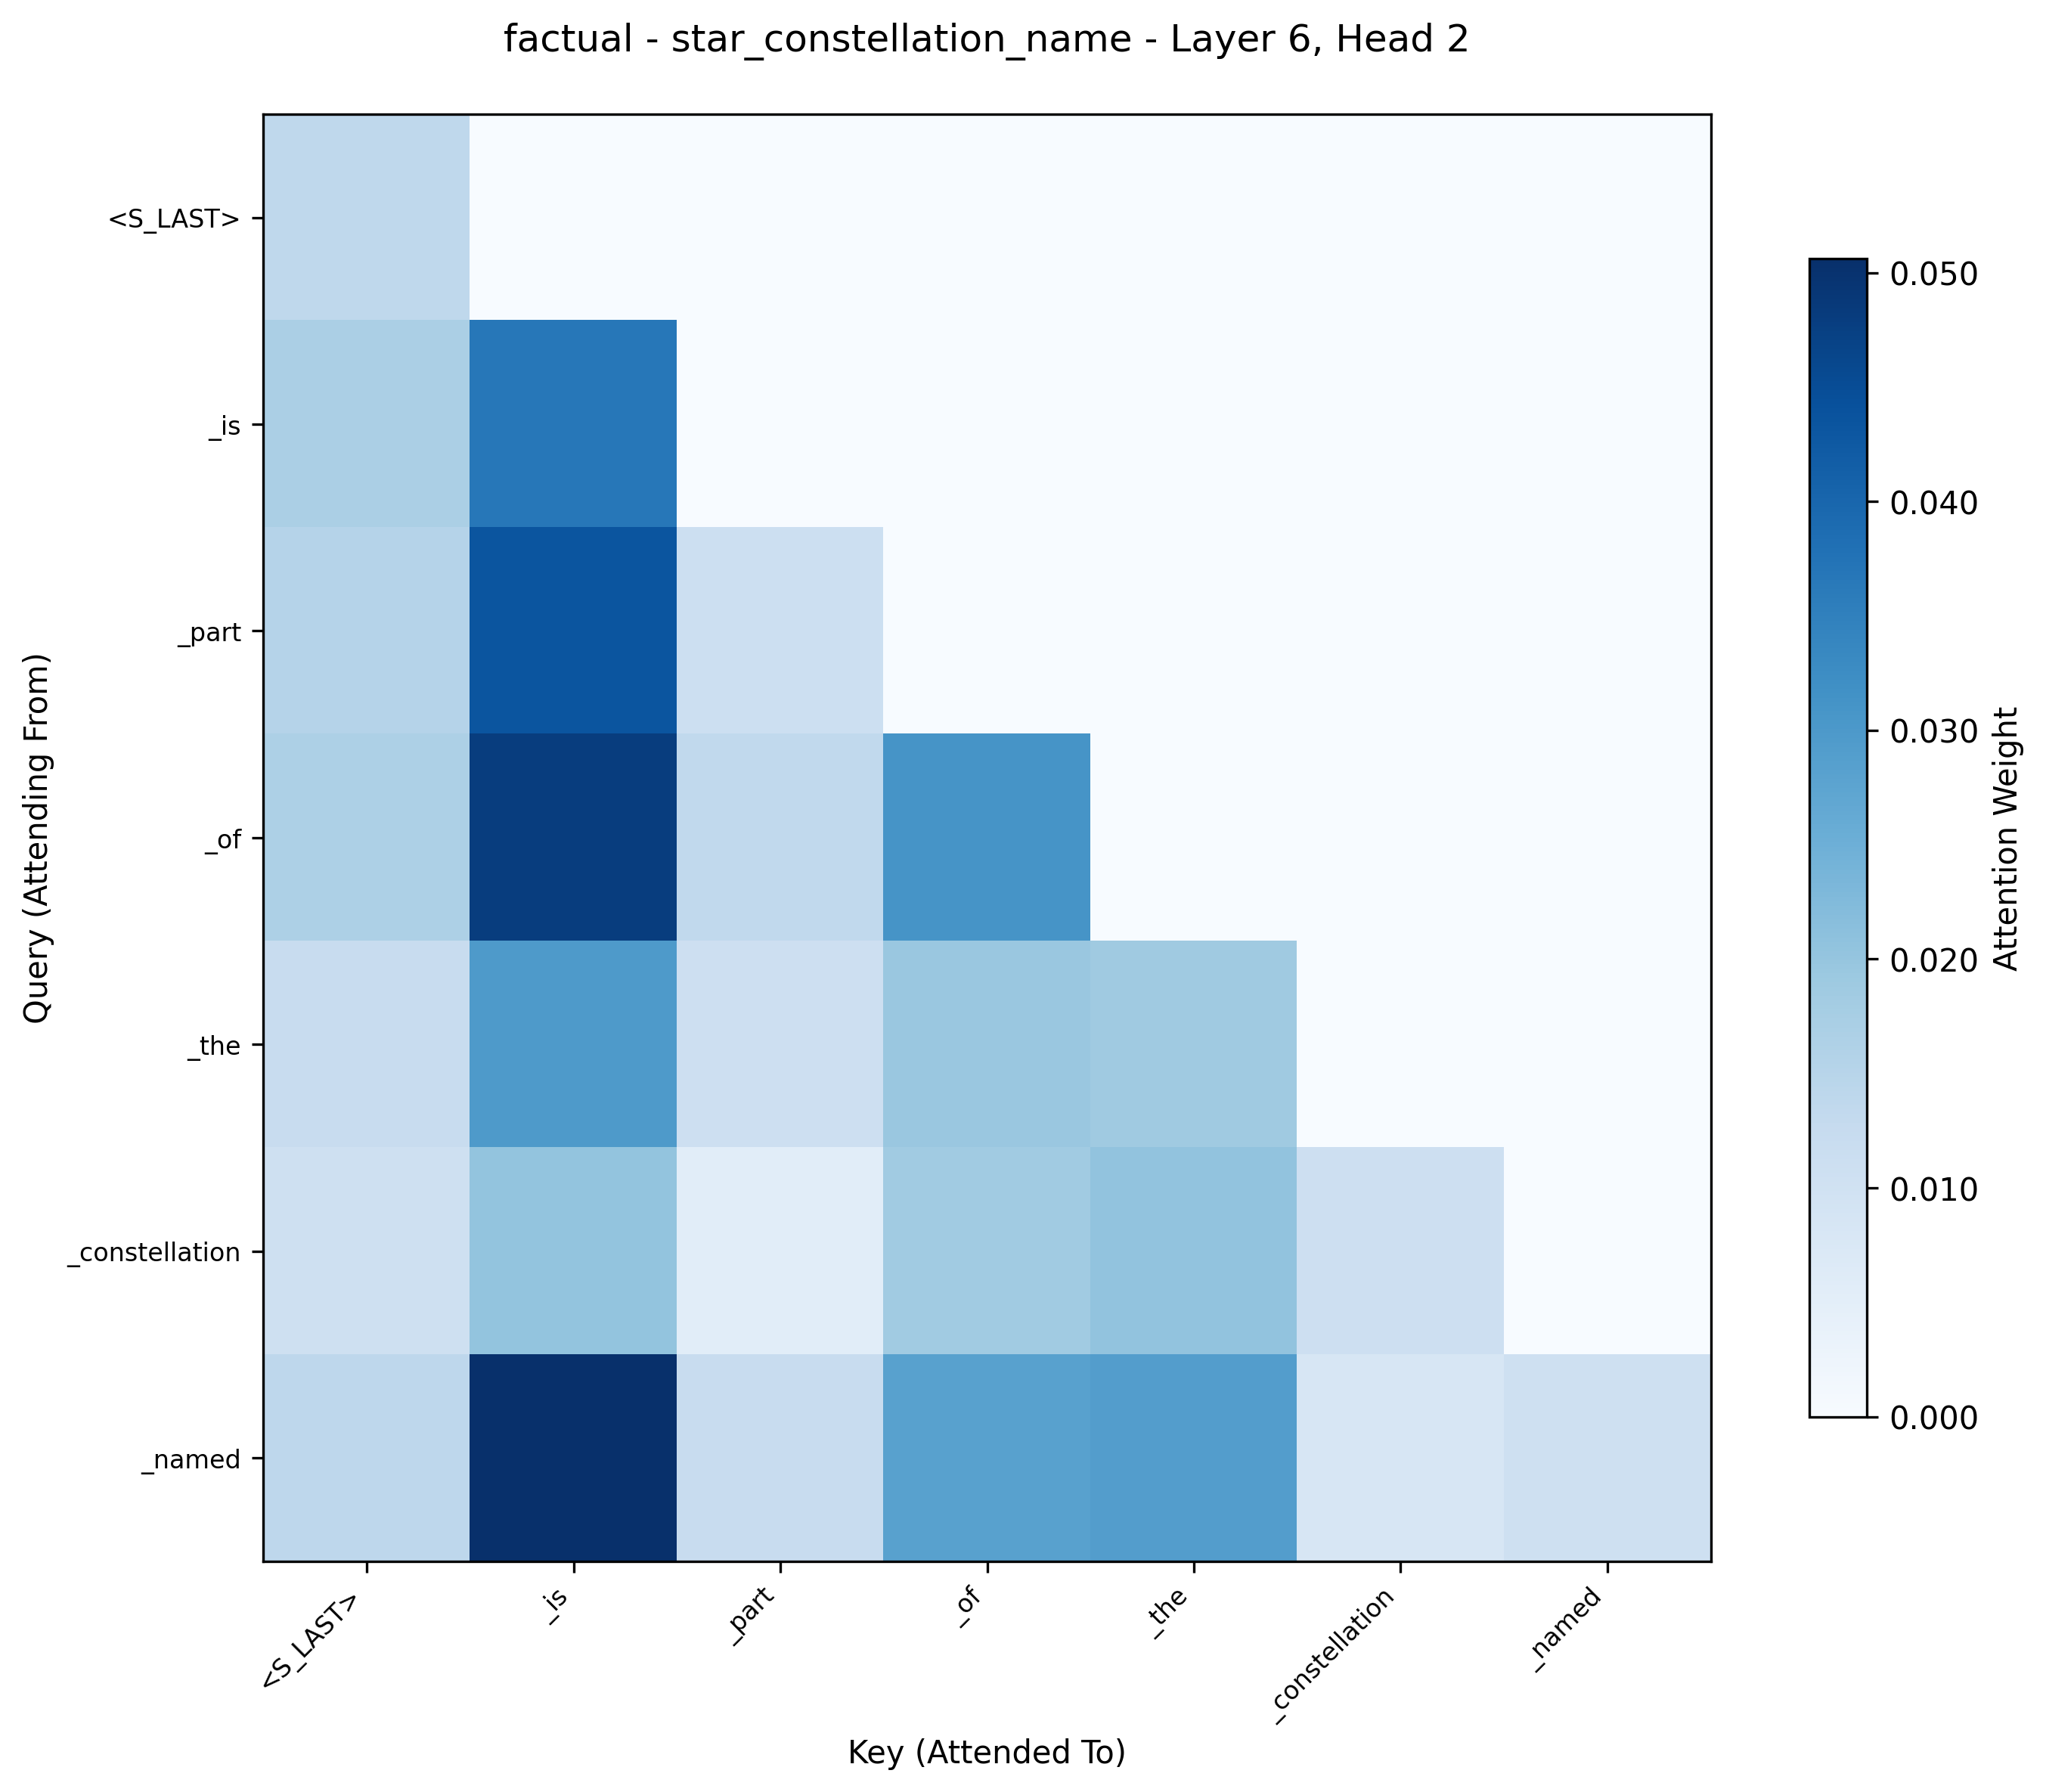 factual - star_constellation_name - Layer 6, Head 2
Query (Attending From)
<S_LAST>
_is
_part
_of
_the
_constellation
_named
<S_LAST>
_is
_part
_of
_the
_constellation
_named
Key (Attended To)
0.050
0.040
0.030
0.020
0.010
0.000
Attention Weight